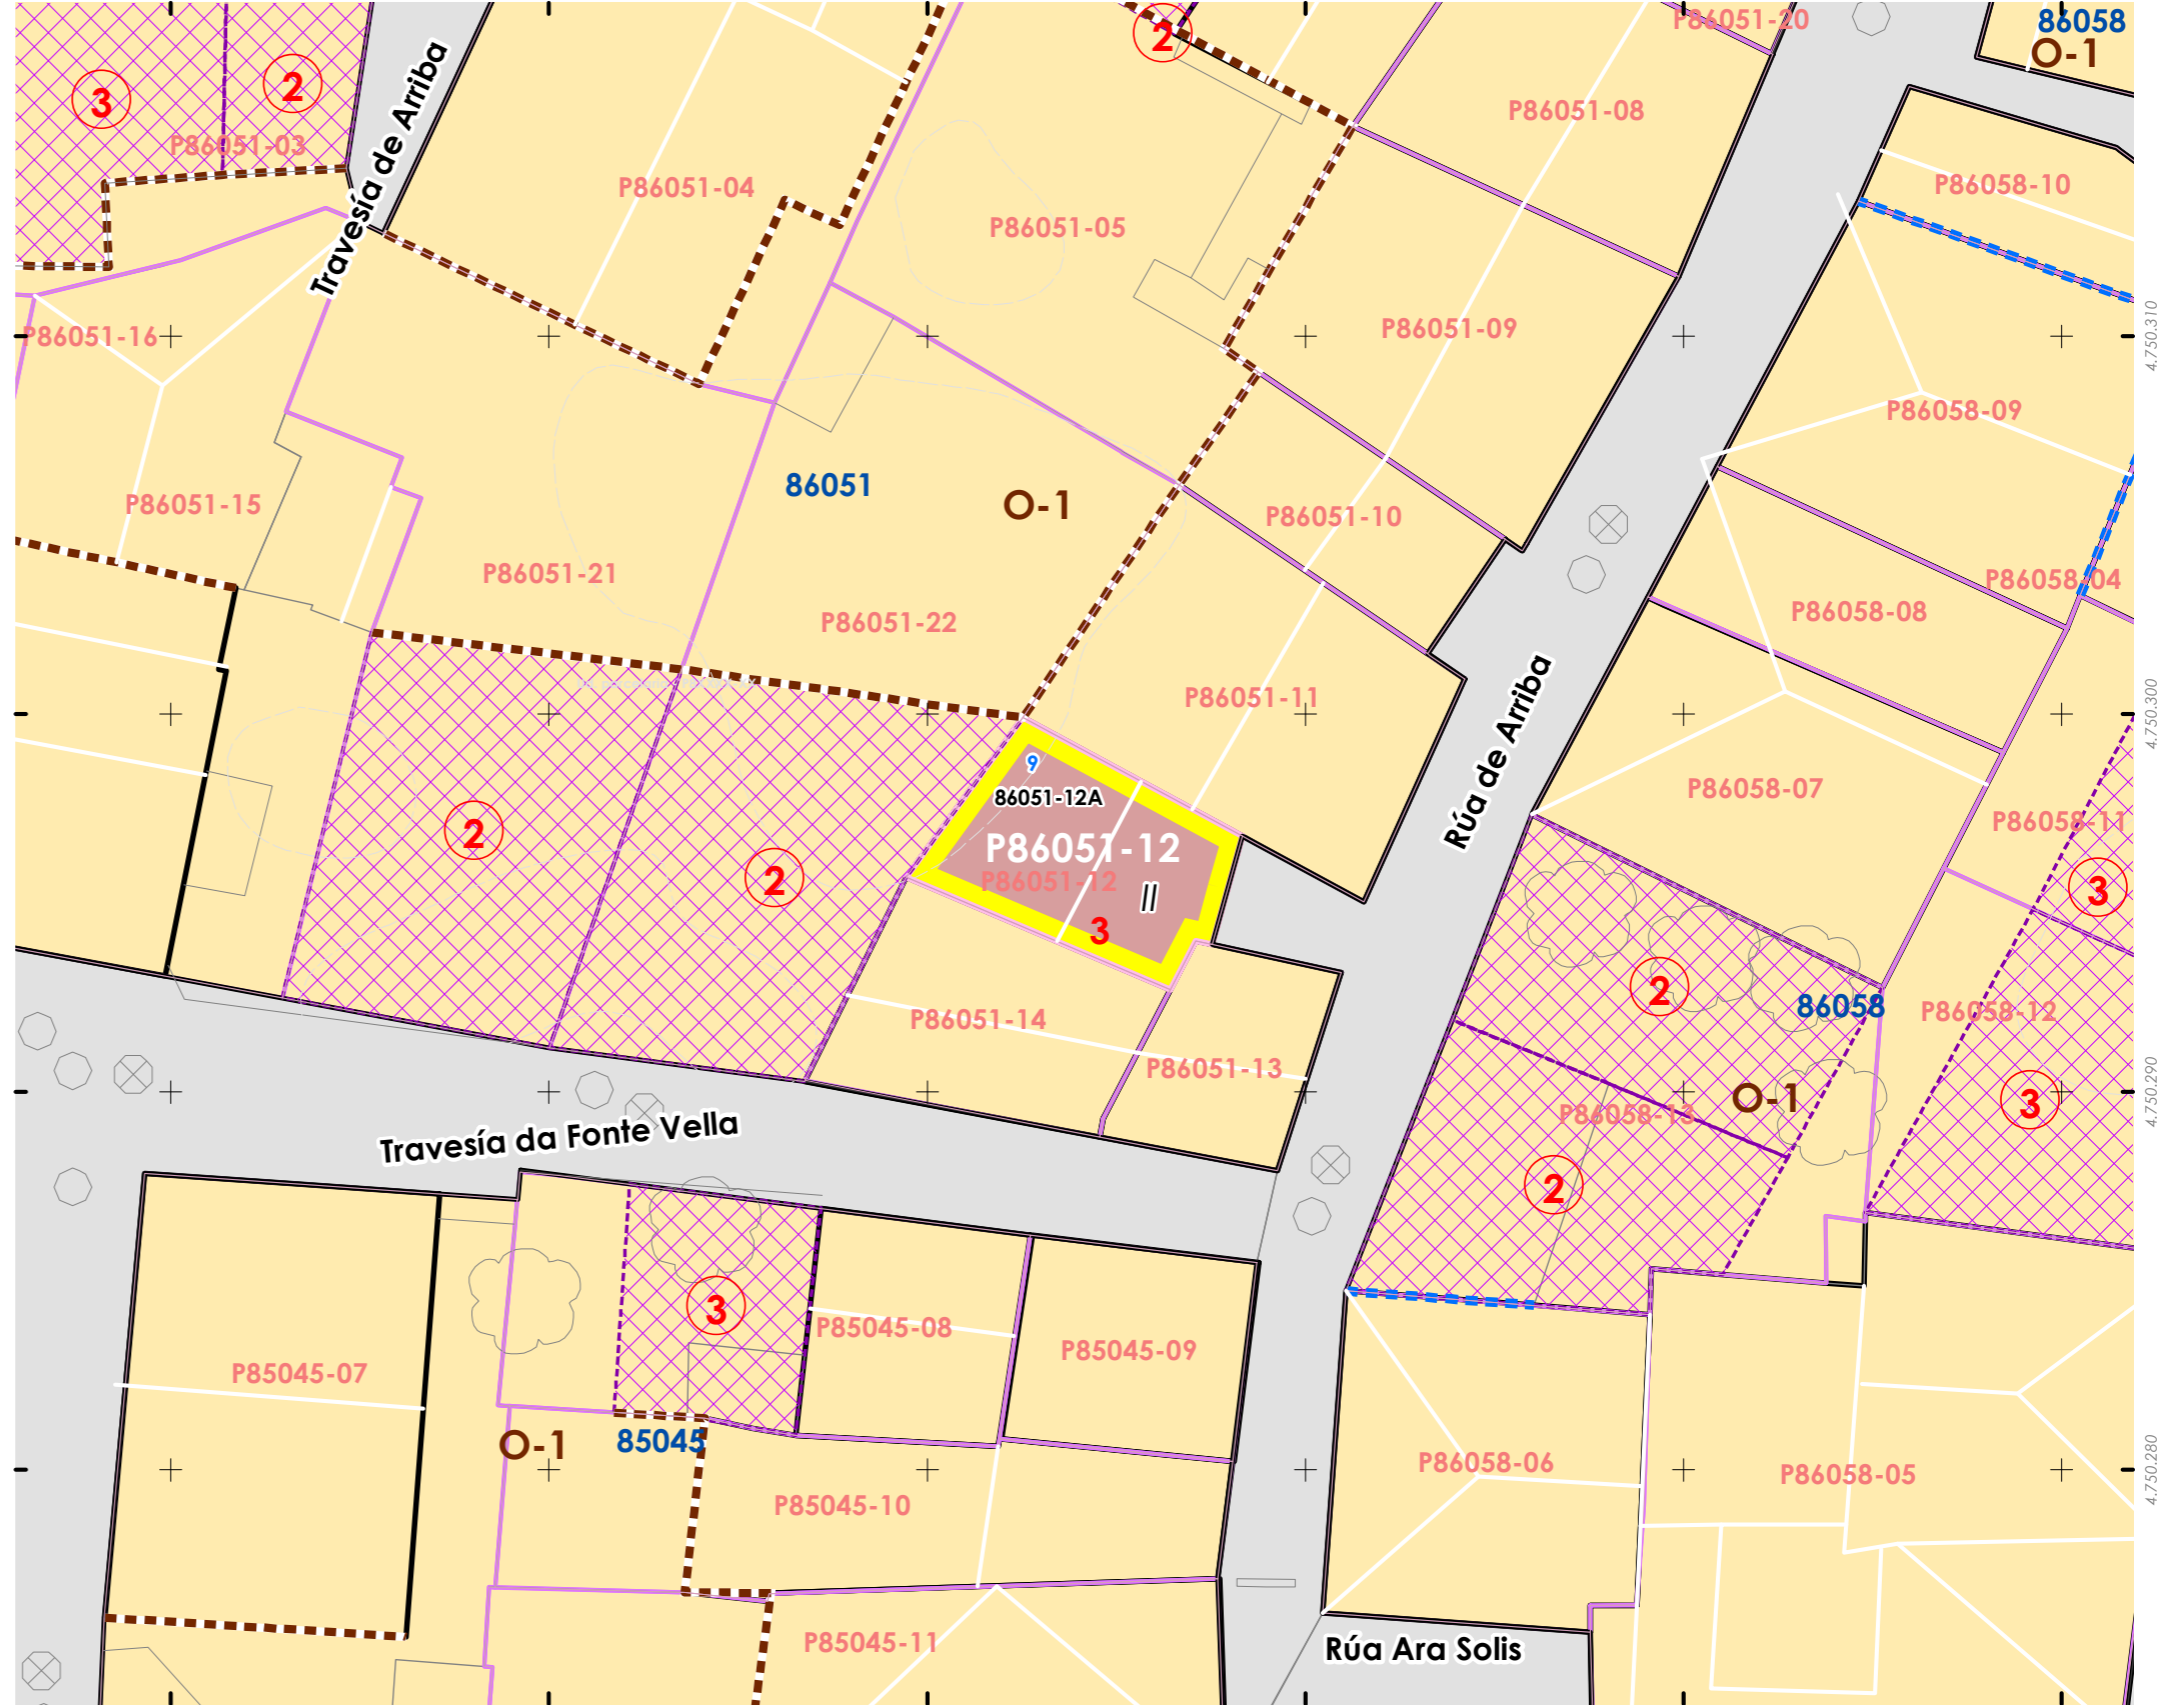 P86051-20
86058
O-1
2
3
2
P86051-03
Travesía de Arriba
P86051-04
P86051-08
P86058-10
P86051-05
P86051-16
P86051-09
4.750.310
P86058-09
86051
O-1
P86051-15
P86051-10
P86051-21
P86058-04
P86051-22
P86058-08
P86051-11
Rúa de Arriba
4.750.300
9
86051-12A
P86058-07
2
P86051-12
P86058-11
2
P86051-12
II
3
3
2
86058
P86058-12
P86051-14
P86051-13
O-1
3
4.750.290
P86058-13
Travesía da Fonte Vella
2
3
P85045-08
P85045-09
P85045-07
O-1
85045
P86058-06
P86058-05
4.750.280
P85045-10
P85045-11
Rúa Ara Solis